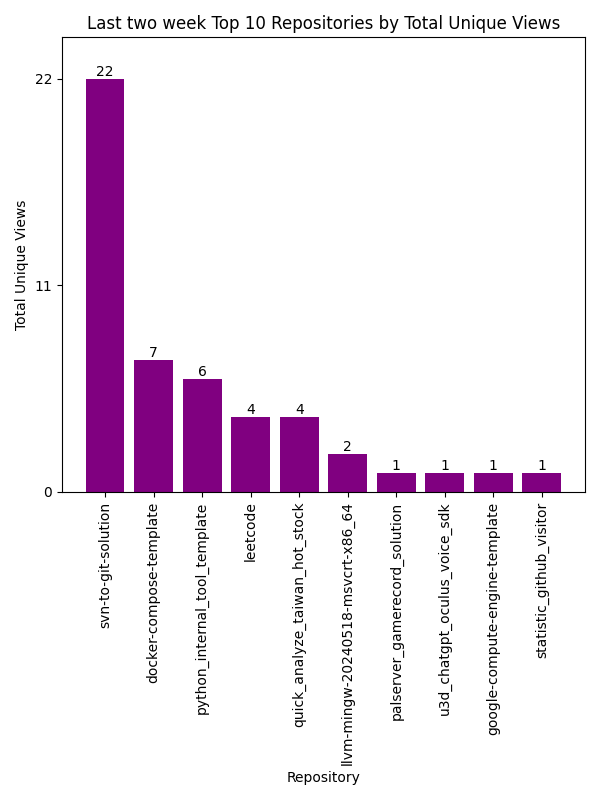 Last two week Top 10 Repositories by Total Unique Views
Total Unique Views
22
11
0
22
7
6
4
4
2
1
1
1
1
svn-to-git-solution
docker-compose-template
python_internal_tool_template
leetcode
quick_analyze_taiwan_hot_stock
llvm-mingw-20240518-msvcrt-x86_64
palserver_gamerecord_solution
u3d_chatgpt_oculus_voice_sdk
google-compute-engine-template
statistic_github_visitor
Repository